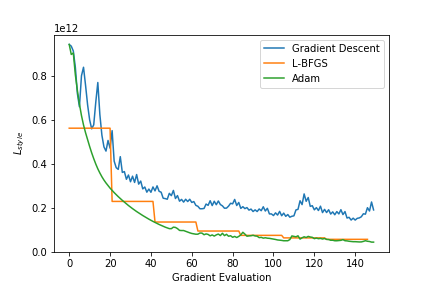 1e12
Gradient Descent
L-BFGS
Adam
0.8
0.6
0.4
0.2
0.0
L_style
0 20 40 60 80 100 120 140
Gradient Evaluation